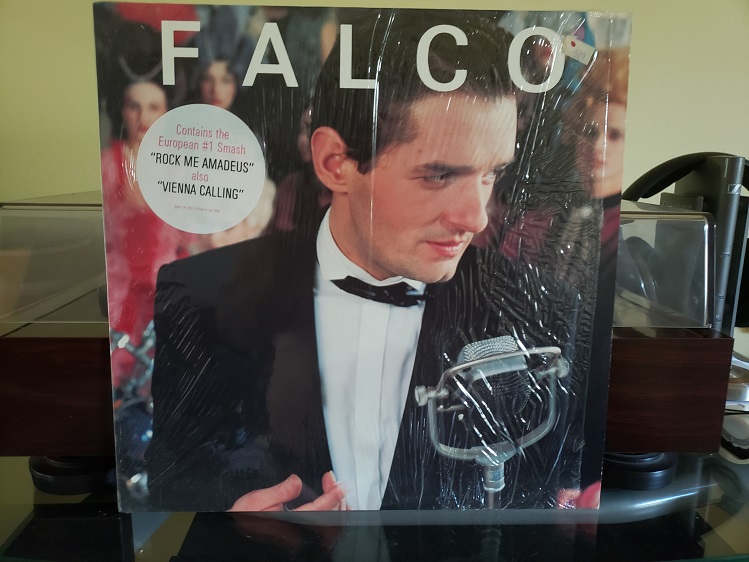 FALCO
Contains the
European #1 Smash
"ROCK ME AMADEUS"
also
"VIENNA CALLING"